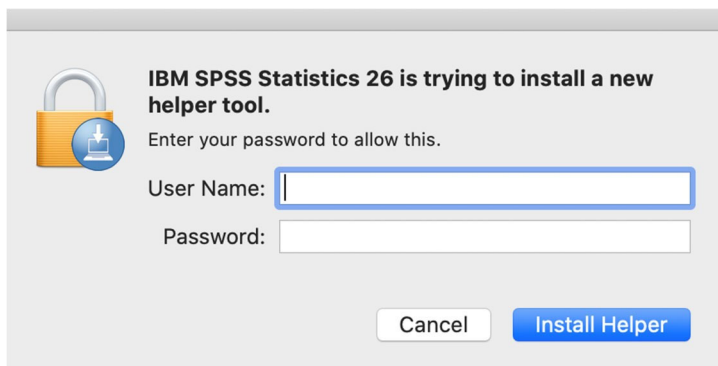 IBM SPSS Statistics 26 is trying to install a new
helper tool.
Enter your password to allow this.
User Name:
Password:
Cancel
Install Helper